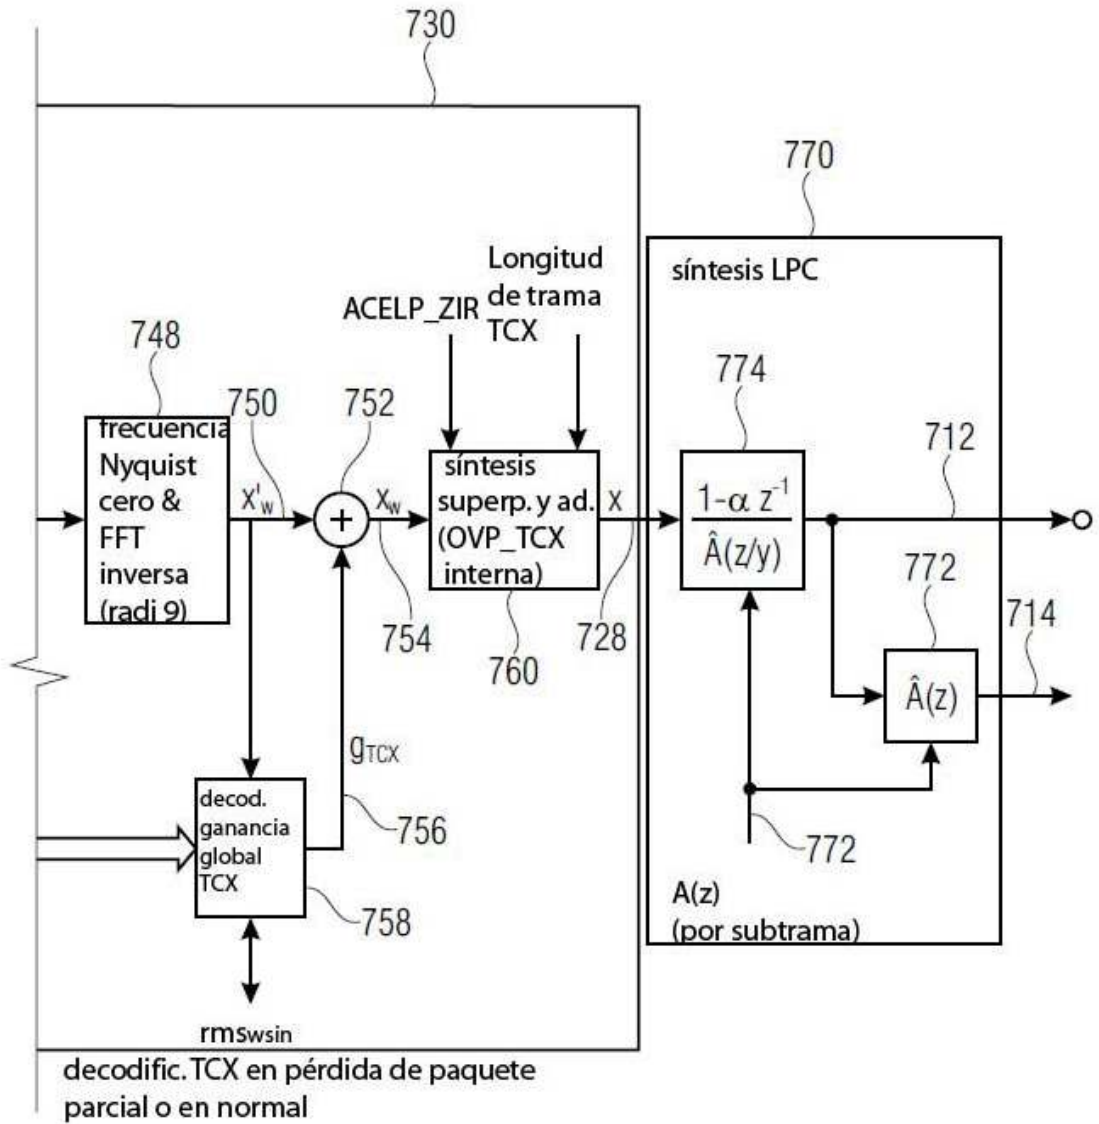 730
770
síntesis LPC
Longitud
de trama
TCX
ACELP_ZIR
748
750
752
774
712
frecuencia
Nyquist
cero &
FFT
inversa
(radi 9)
X'w
+
Xw
síntesis
superp. y ad.
(OVP_TCX
interna)
X
1-α z⁻¹
Â(z/y)
772
714
754
760
728
Â(z)
gTCX
decod.
ganancia
global
TCX
756
772
758
A(z)
(por subtrama)
rmswsin
decodific. TCX en pérdida de paquete
parcial o en normal